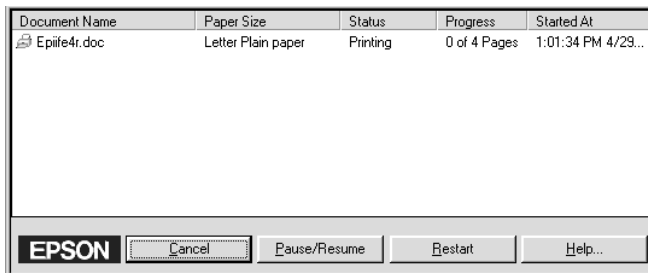 Document Name Paper Size Status Progress Started At
Epiife4r.doc Letter Plain paper Printing 0 of 4 Pages 1:01:34 PM 4/29...
EPSON Cancel Pause/Resume Restart Help...